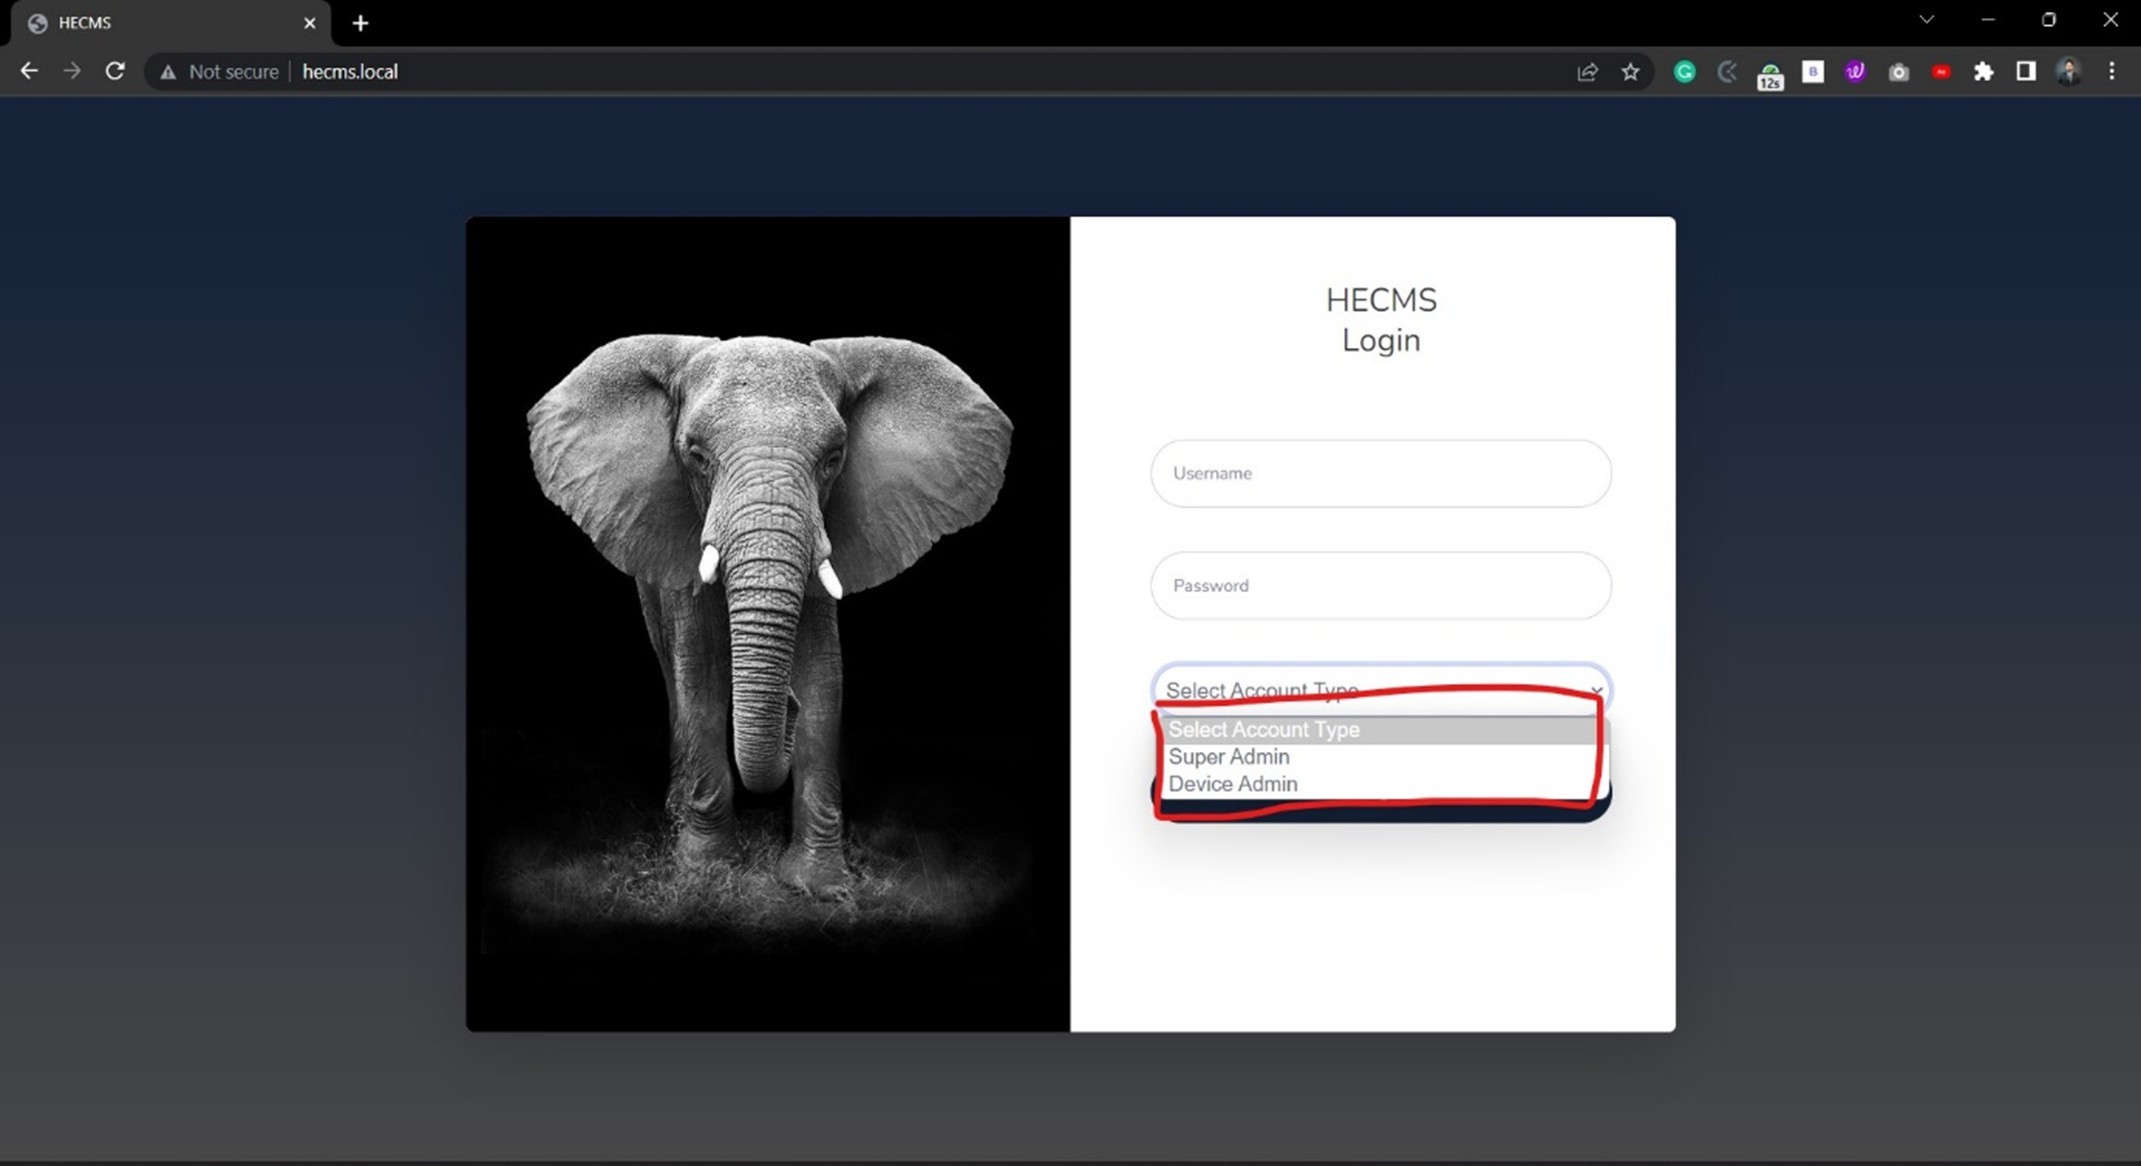 HECMS
Not secure
hecms.local
12s
HECMS
Login
Username
Password
Select Account Type
Select Account Type
Super Admin
Device Admin